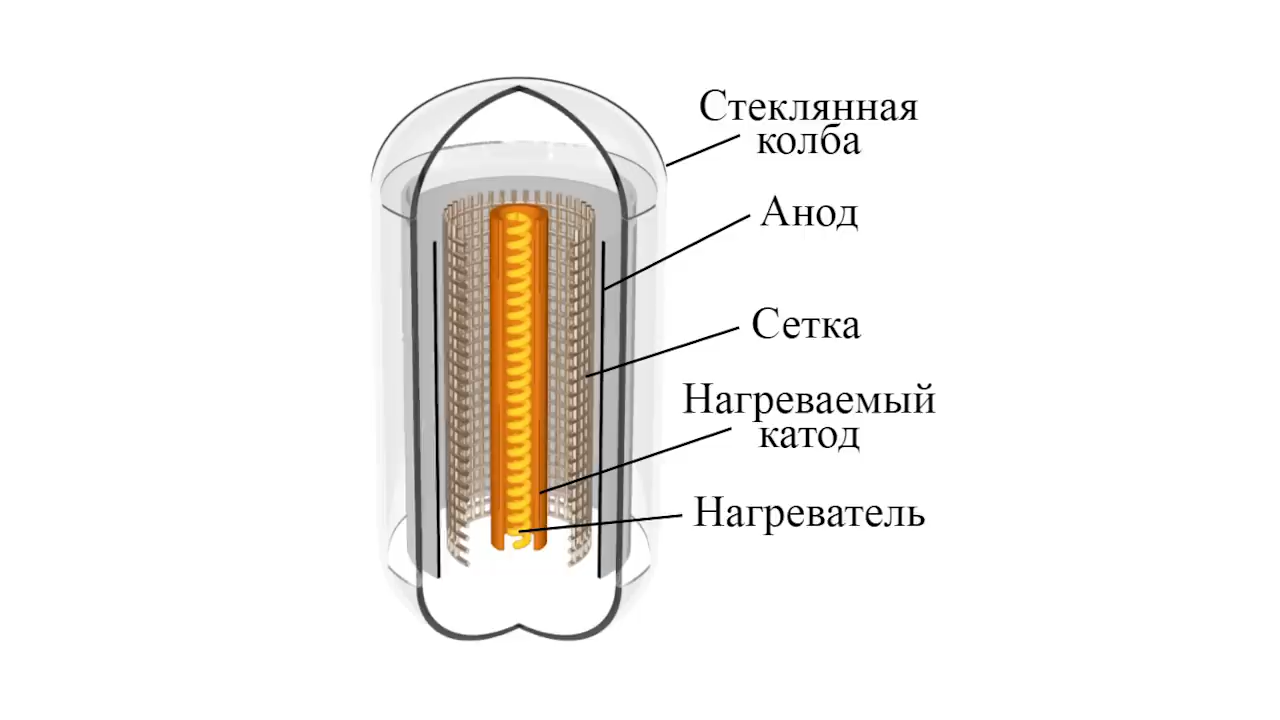 Стеклянная
колба
Анод
Сетка
Нагреваемый
катод
Нагреватель